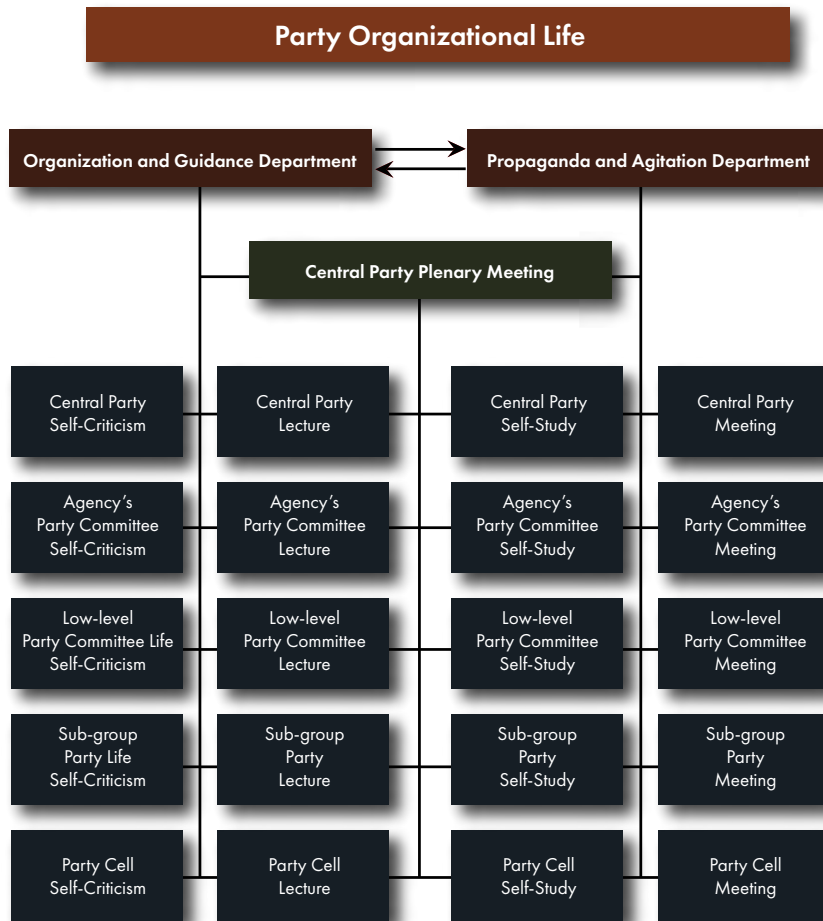 Party Organizational Life
Organization and Guidance Department
Propaganda and Agitation Department
Central Party Plenary Meeting
Central Party
Self-Criticism
Central Party
Lecture
Central Party
Self-Study
Central Party
Meeting
Agency’s
Party Committee
Self-Criticism
Agency’s
Party Committee
Lecture
Agency’s
Party Committee
Self-Study
Agency’s
Party Committee
Meeting
Low-level
Party Committee Life
Self-Criticism
Low-level
Party Committee
Lecture
Low-level
Party Committee
Self-Study
Low-level
Party Committee
Meeting
Sub-group
Party Life
Self-Criticism
Sub-group
Party
Lecture
Sub-group
Party
Self-Study
Sub-group
Party
Meeting
Party Cell
Self-Criticism
Party Cell
Lecture
Party Cell
Self-Study
Party Cell
Meeting